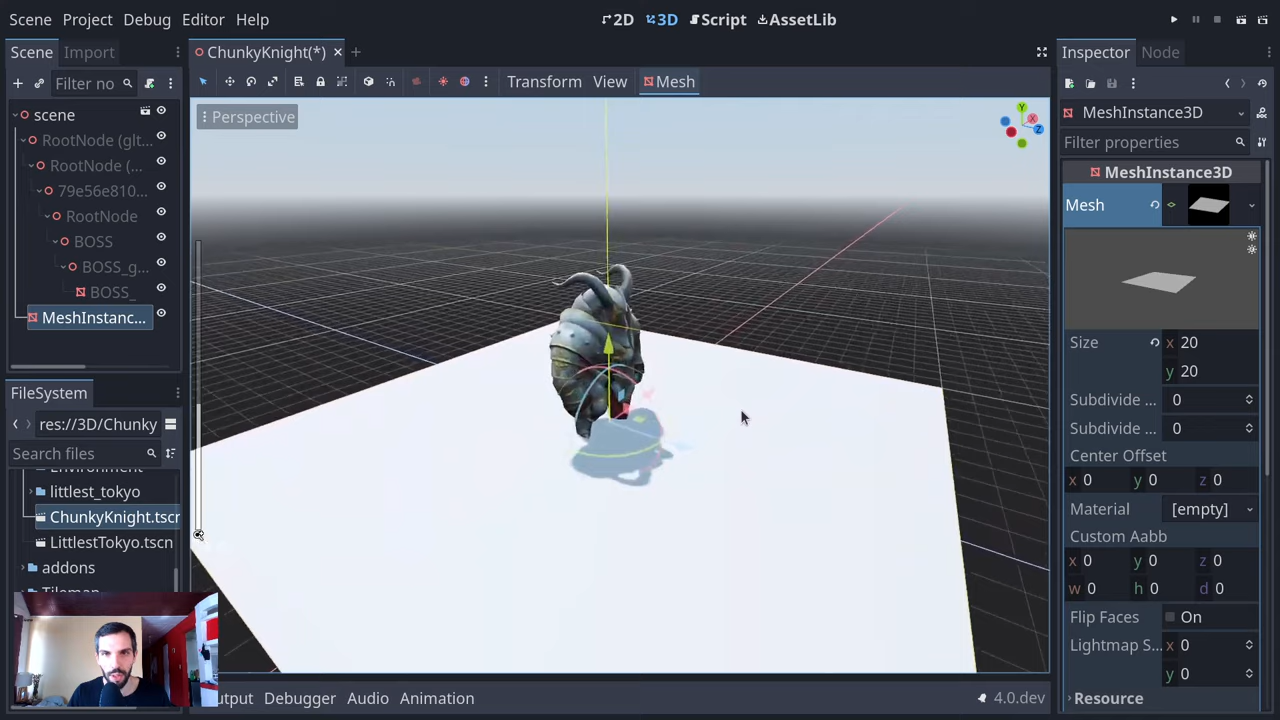 Scene Project Debug Editor Help
2D 3D Script AssetLib
Scene Import
Filter no
scene
RootNode (glt...
RootNode (...
79e56e810...
RootNode
BOSS
BOSS_g...
BOSS_
MeshInstanc...
FileSystem
res://3D/Chunky
Search files
Environment
littlest_tokyo
ChunkyKnight.tscn
LittlestTokyo.tscn
addons
Tilemap
ChunkyKnight(*)
Transform View Mesh
Perspective
Y
X
Z
Output Debugger Audio Animation 4.0.dev
Inspector Node
MeshInstance3D
Filter properties
MeshInstance3D
Mesh
Size x 20
y 20
Subdivide ... 0
Subdivide ... 0
Center Offset
x 0 y 0 z 0
Material [empty]
Custom Aabb
x 0 y 0 z 0
w 0 h 0 d 0
Flip Faces On
Lightmap S... x 0
y 0
Resource